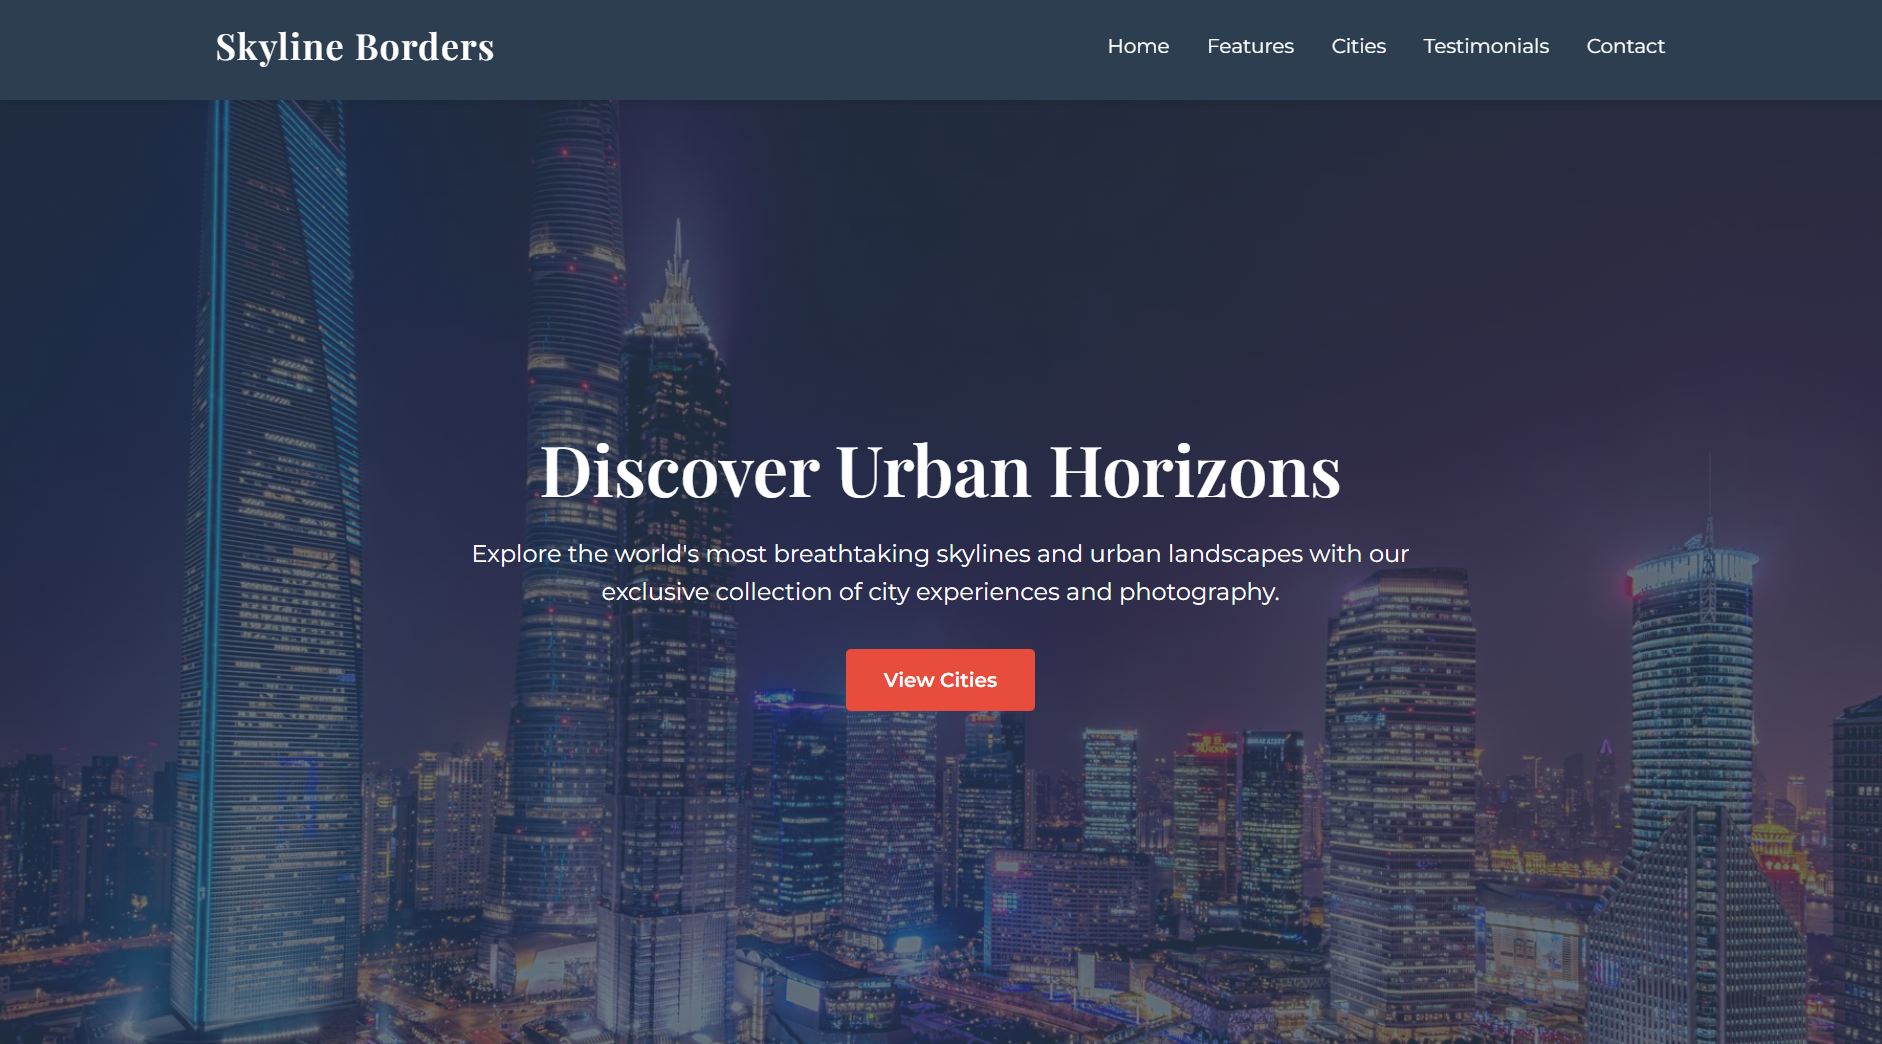 Skyline Borders
Home Features Cities Testimonials Contact
Discover Urban Horizons
Explore the world's most breathtaking skylines and urban landscapes with our
exclusive collection of city experiences and photography.
View Cities
AURORA